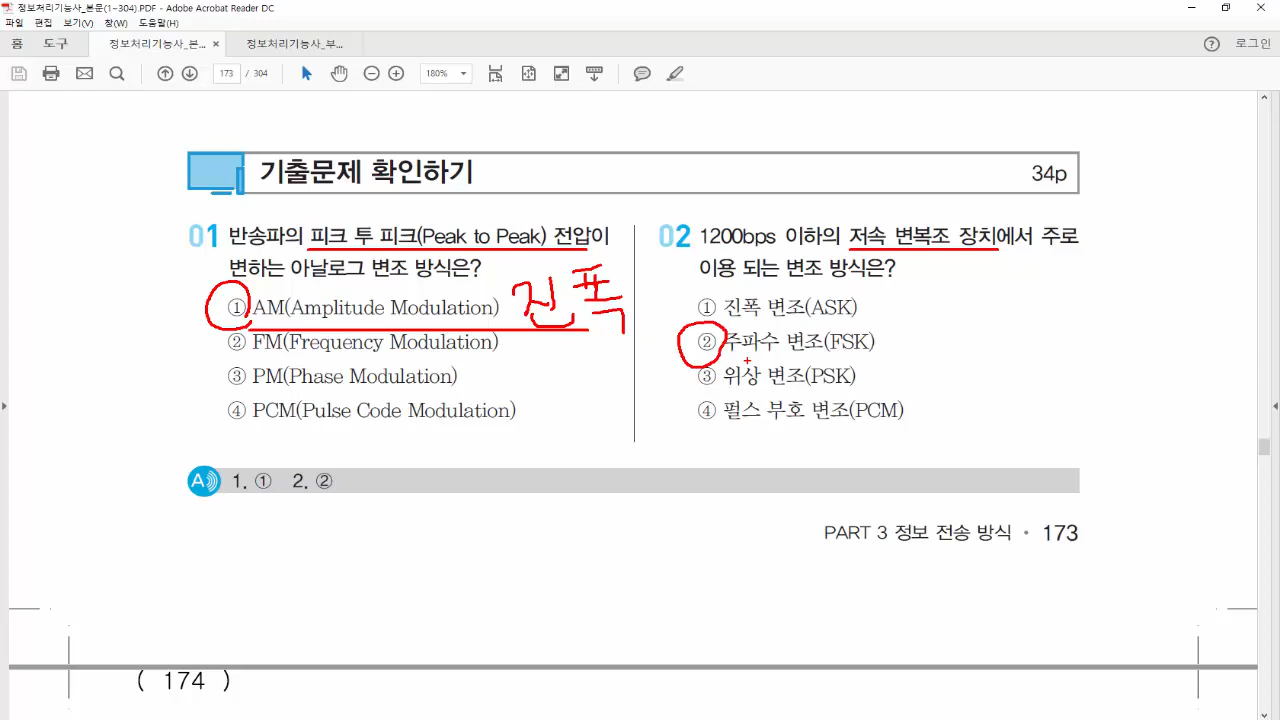 정보처리기능사_본문(1~304).PDF - Adobe Acrobat Reader DC
파일 편집 보기(V) 창(W) 도움말(H)
홈 도구 정보처리기능사_본... × 정보처리기능사_부... 로그인
173 / 304 180%
기출문제 확인하기 34p
01 반송파의 피크 투 피크(Peak to Peak) 전압이
변하는 아날로그 변조 방식은?
① AM(Amplitude Modulation) 진폭
② FM(Frequency Modulation)
③ PM(Phase Modulation)
④ PCM(Pulse Code Modulation)
02 1200bps 이하의 저속 변복조 장치에서 주로
이용 되는 변조 방식은?
① 진폭 변조(ASK)
② 주파수 변조(FSK)
③ 위상 변조(PSK)
④ 펄스 부호 변조(PCM)
A 1. ① 2. ②
PART 3 정보 전송 방식 · 173
( 174 )